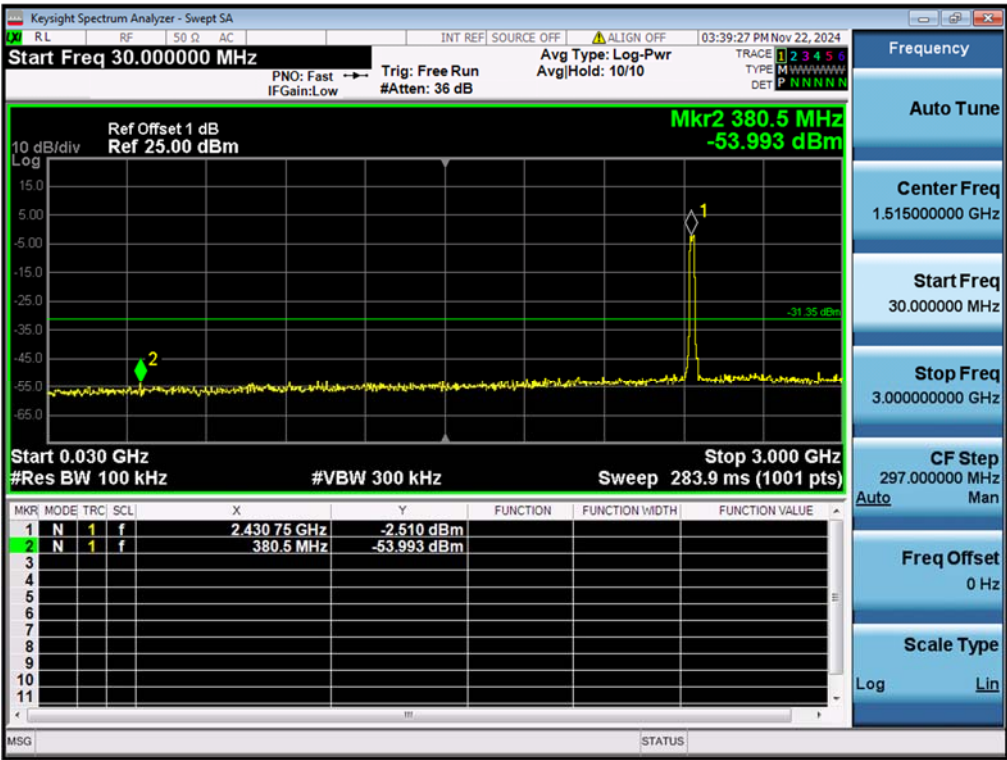 Keysight Spectrum Analyzer - Swept SA
LXI RL RF 50 Ω AC INT REF SOURCE OFF ALIGN OFF 03:39:27 PM Nov 22, 2024
Start Freq 30.000000 MHz
PNO: Fast
IFGain:Low
Trig: Free Run
#Atten: 36 dB
Avg Type: Log-Pwr
Avg|Hold: 10/10
TRACE 1 2 3 4 5 6
TYPE M WWWWW
DET P N N N N N
Mkr2 380.5 MHz
-53.993 dBm
Ref Offset 1 dB
10 dB/div Ref 25.00 dBm
Log
15.0
5.00
-5.00
-15.0
-25.0
-35.0
-45.0
-55.0
-65.0
1
-31.35 dBm
2
Start 0.030 GHz Stop 3.000 GHz
#Res BW 100 kHz #VBW 300 kHz Sweep 283.9 ms (1001 pts)
MKR MODE TRC SCL X Y FUNCTION FUNCTION WIDTH FUNCTION VALUE
1 N 1 f 2.430 75 GHz -2.510 dBm
2 N 1 f 380.5 MHz -53.993 dBm
3
4
5
6
7
8
9
10
11
MSG STATUS
Frequency
Auto Tune
Center Freq
1.515000000 GHz
Start Freq
30.000000 MHz
Stop Freq
3.000000000 GHz
CF Step
297.000000 MHz
Auto Man
Freq Offset
0 Hz
Scale Type
Log Lin